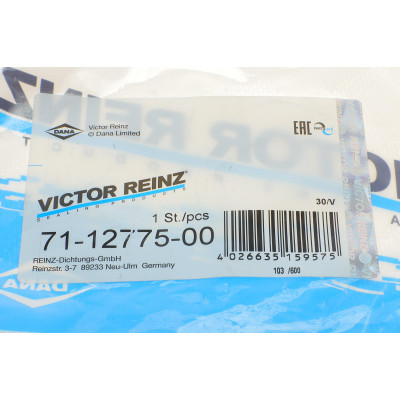 DANA
Victor Reinz
© Dana Limited
EAC
VICTOR REINZ®
SEALING PRODUCTS
30/V
1 St./pcs
71-12775-00
4 026635 159575
REINZ-Dichtungs-GmbH
Reinzstr. 3-7 89233 Neu-Ulm Germany
103 /600
DANA